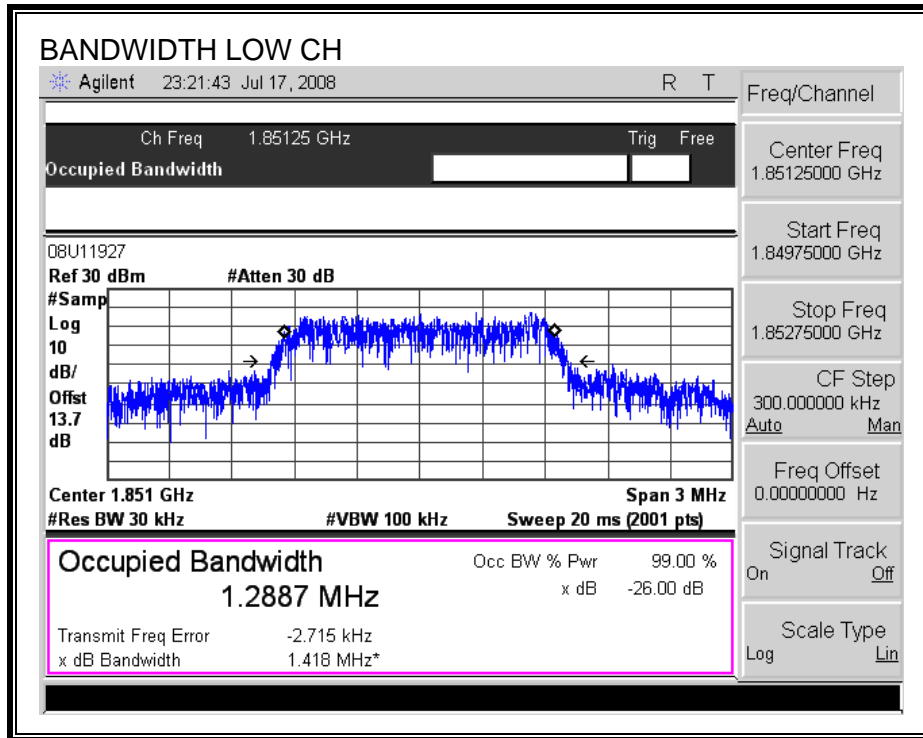 BANDWIDTH LOW CH
Agilent 23:21:43 Jul 17, 2008 R T
Freq/Channel
Ch Freq 1.85125 GHz Trig Free
Occupied Bandwidth
Center Freq
1.85125000 GHz
Start Freq
1.84975000 GHz
Stop Freq
1.85275000 GHz
CF Step
300.000000 kHz
Auto Man
Freq Offset
0.00000000 Hz
Signal Track
On Off
Scale Type
Log Lin
08U11927
Ref 30 dBm #Atten 30 dB
#Samp
Log
10
dB/
Offst
13.7
dB
Center 1.851 GHz Span 3 MHz
#Res BW 30 kHz #VBW 100 kHz Sweep 20 ms (2001 pts)
Occupied Bandwidth Occ BW % Pwr 99.00 %
1.2887 MHz x dB -26.00 dB
Transmit Freq Error -2.715 kHz
x dB Bandwidth 1.418 MHz*